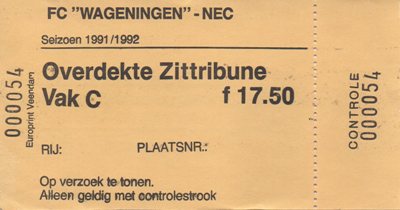 FC "WAGENINGEN" - NEC
Seizoen 1991/1992
000054
Europrint Veendam
Overdekte Zittribune
Vak C f 17.50
RIJ: PLAATSNR.:
Op verzoek te tonen.
Alleen geldig met controlestrook
CONTROLE
000054